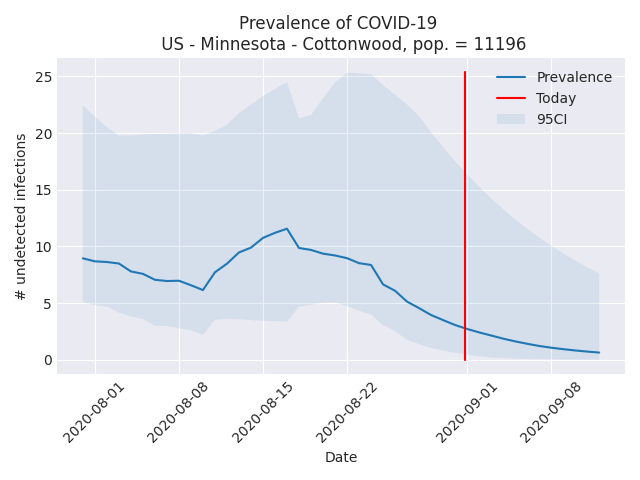 Prevalence of COVID-19
US - Minnesota - Cottonwood, pop. = 11196
25
20
15
10
5
0
# undetected infections
Prevalence
Today
95CI
2020-08-01
2020-08-08
2020-08-15
2020-08-22
2020-09-01
2020-09-08
Date